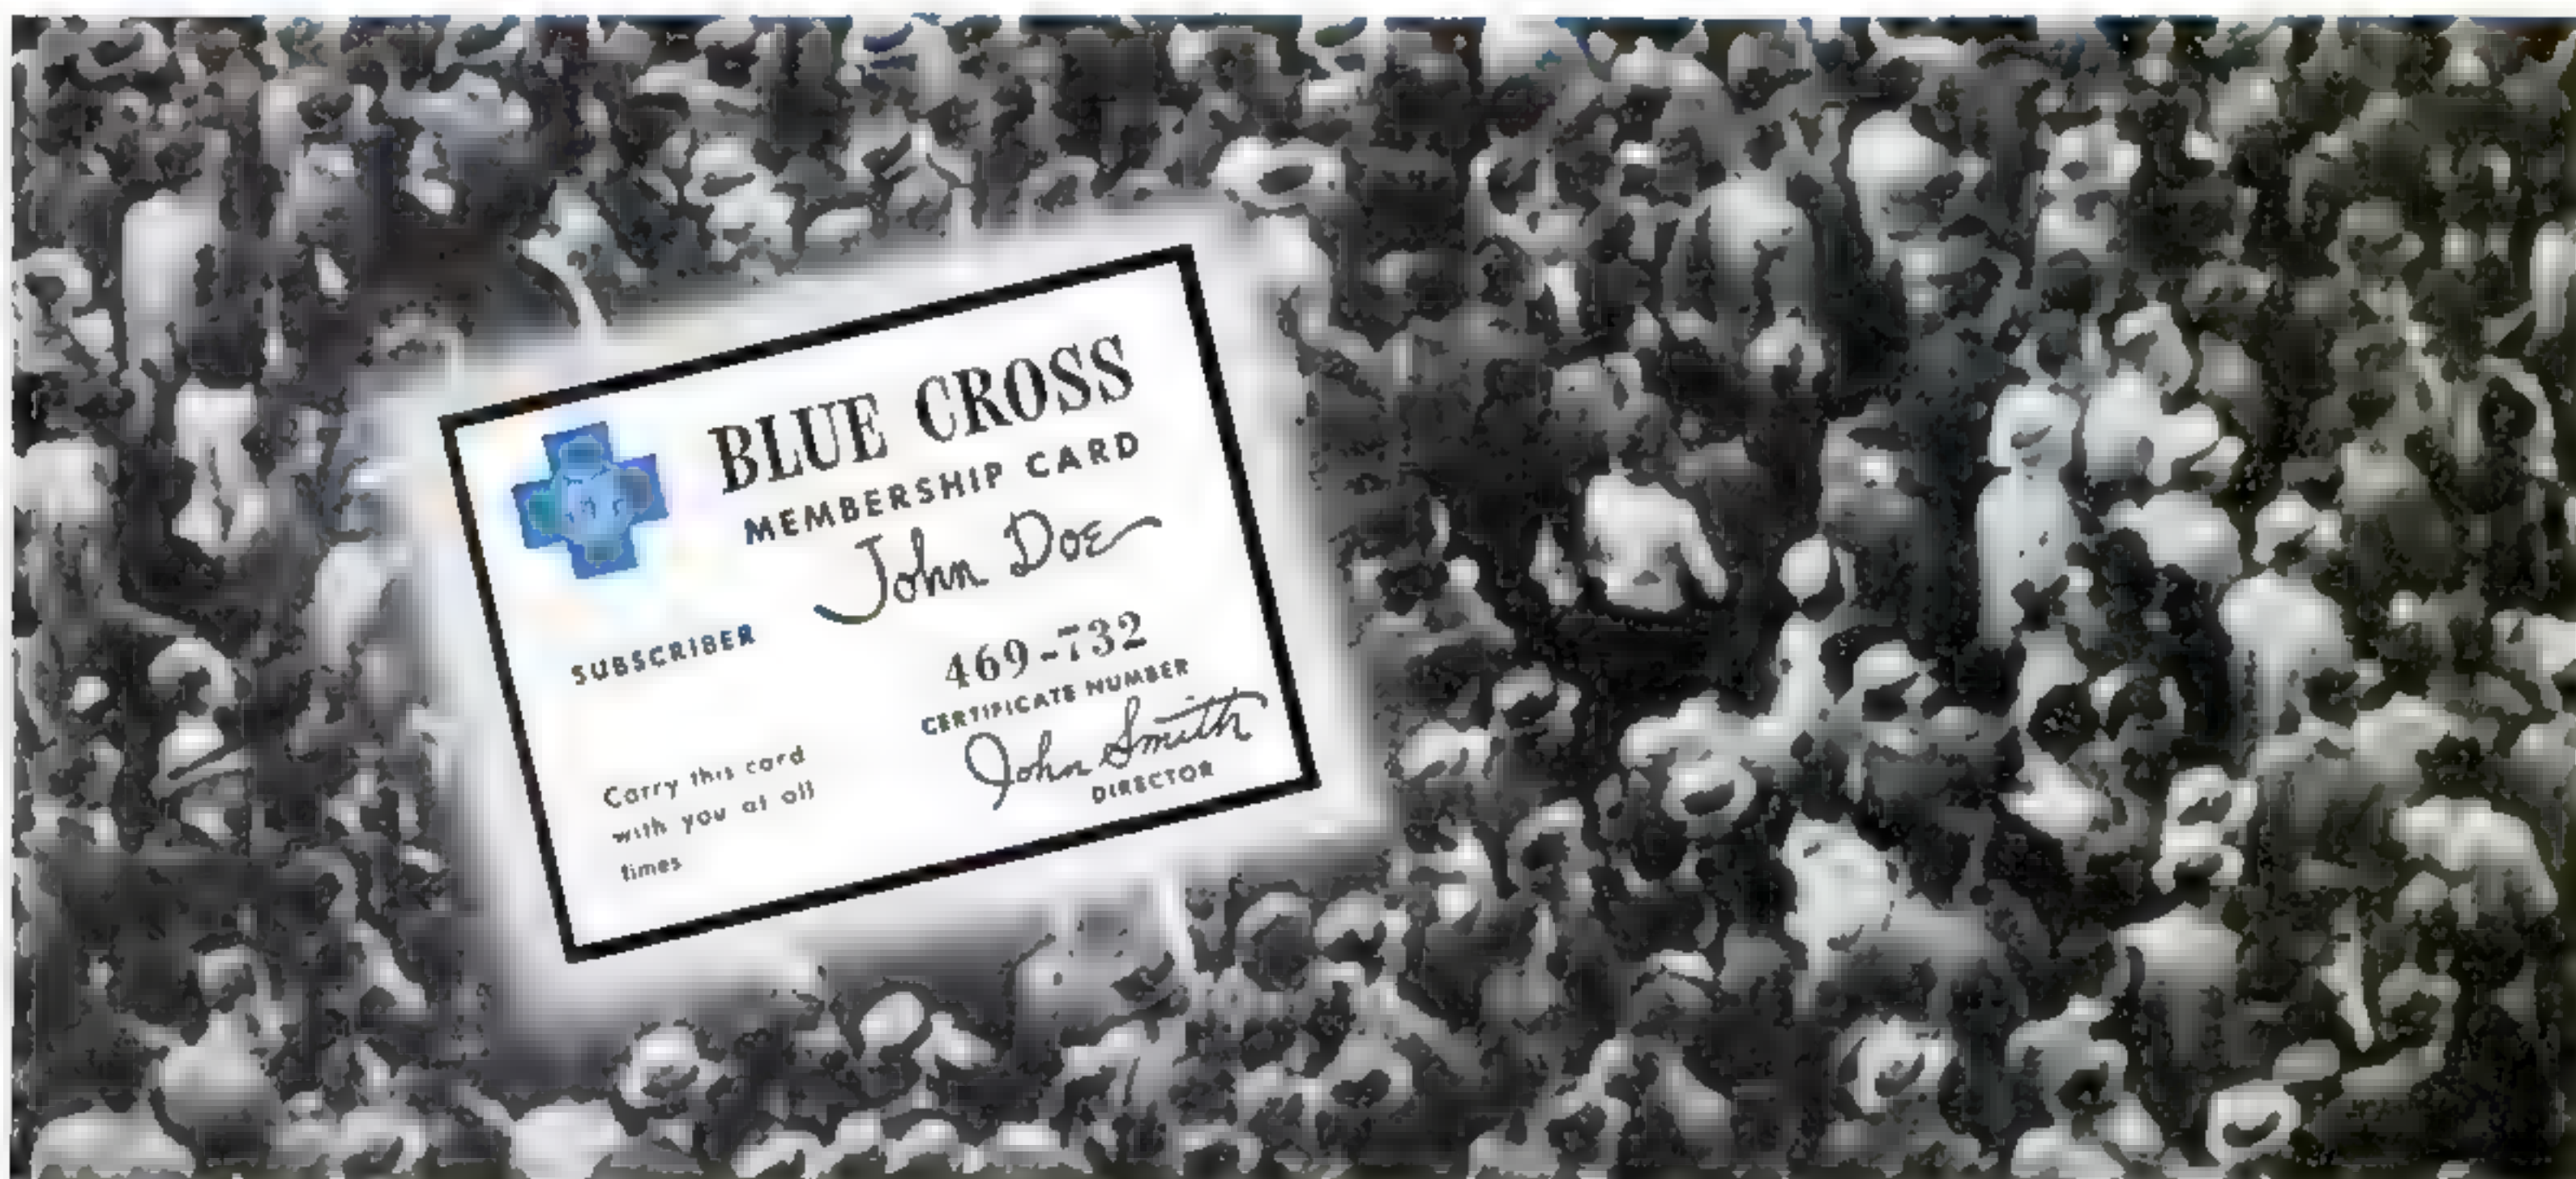 BLUE CROSS
MEMBERSHIP CARD
John Doe
SUBSCRIBER
469-732
CERTIFICATE NUMBER
John Smith
DIRECTOR
Carry this card
with you at all
times